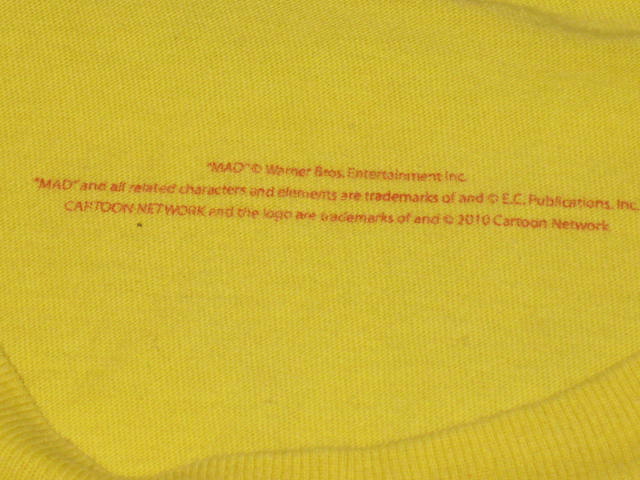 "MAD" © Warner Bros. Entertainment Inc.
"MAD" and all related characters and elements are trademarks of and © E.C. Publications, Inc.
CARTOON NETWORK and the logo are trademarks of and © 2010 Cartoon Network